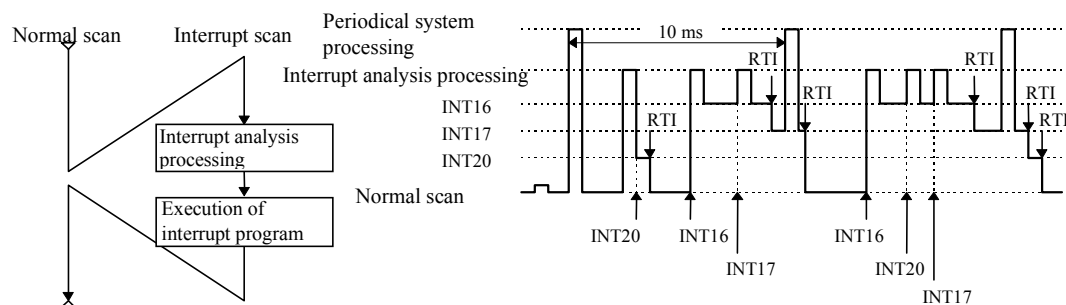 Normal scan
Interrupt scan
Interrupt analysis
processing
Execution of
interrupt program
Periodical system
processing
Interrupt analysis processing
INT16
INT17
INT20
Normal scan
10 ms
RTI
RTI
RTI
RTI
RTI
RTI
INT20
INT16
INT17
INT16
INT20
INT17